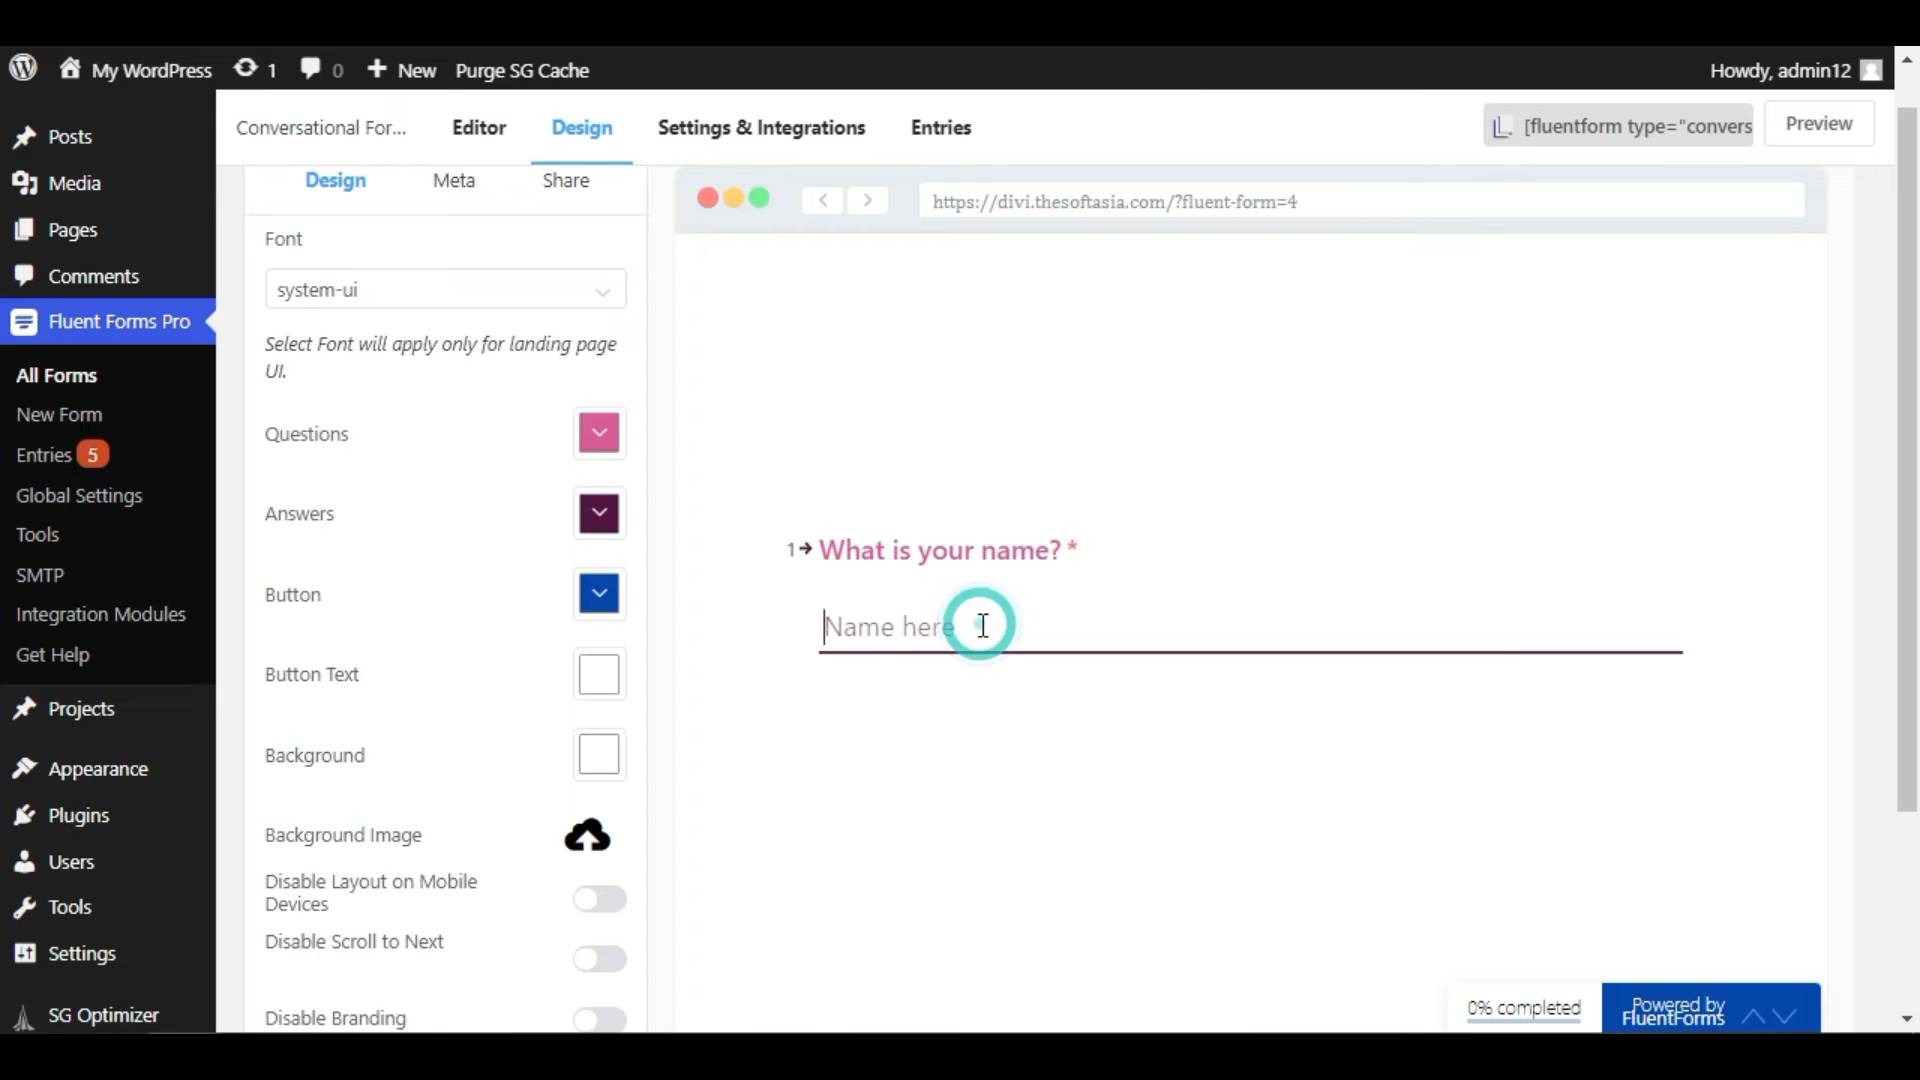 My WordPress
1
0
New
Purge SG Cache
Howdy, admin12
Posts
Media
Pages
Comments
Fluent Forms Pro
All Forms
New Form
Entries 5
Global Settings
Tools
SMTP
Integration Modules
Get Help
Projects
Appearance
Plugins
Users
Tools
Settings
SG Optimizer
Conversational For...
Editor
Design
Settings & Integrations
Entries
[fluentform type="convers
Preview
Design
Meta
Share
Font
system-ui
Select Font will apply only for landing page
UI.
Questions
Answers
Button
Button Text
Background
Background Image
Disable Layout on Mobile
Devices
Disable Scroll to Next
Disable Branding
https://divi.thesoftasia.com/?fluent-form=4
1 What is your name? *
Name here
0% completed
Powered by
FluentForms